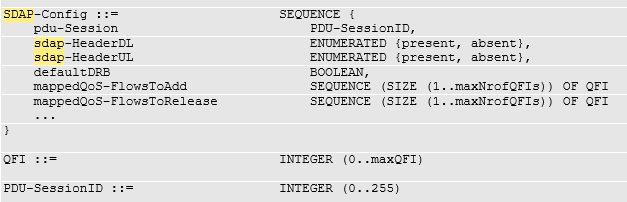 SDAP-Config ::= SEQUENCE {
pdu-Session PDU-SessionID,
sdap-HeaderDL ENUMERATED {present, absent},
sdap-HeaderUL ENUMERATED {present, absent},
defaultDRB BOOLEAN,
mappedQoS-FlowsToAdd SEQUENCE (SIZE (1..maxNrofQFIs)) OF QFI
mappedQoS-FlowsToRelease SEQUENCE (SIZE (1..maxNrofQFIs)) OF QFI
...
}
QFI ::= INTEGER (0..maxQFI)
PDU-SessionID ::= INTEGER (0..255)